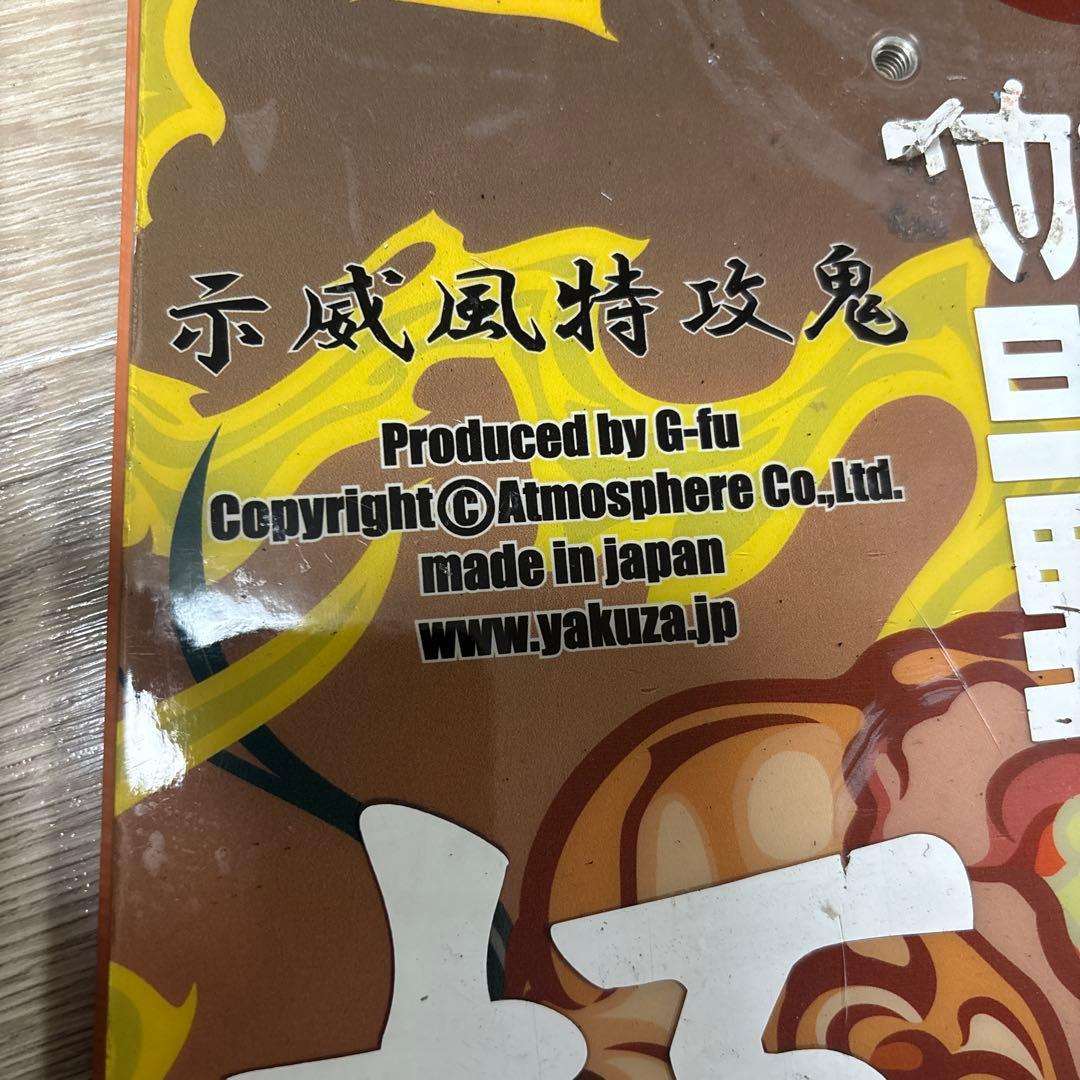 示威風特攻鬼
Produced by G-fu
Copyright©Atmosphere Co.,Ltd.
made in japan
www.yakuza.jp